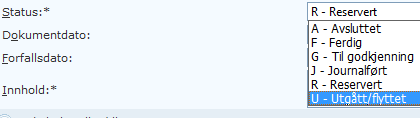 Status:* R - Reservert
A - Avsluttet
Dokumentdato:
F - Ferdig
G - Til godkjenning
Forfallsdato:
J - Journalført
R - Reservert
Innhold:*
U - Utgått/flyttet